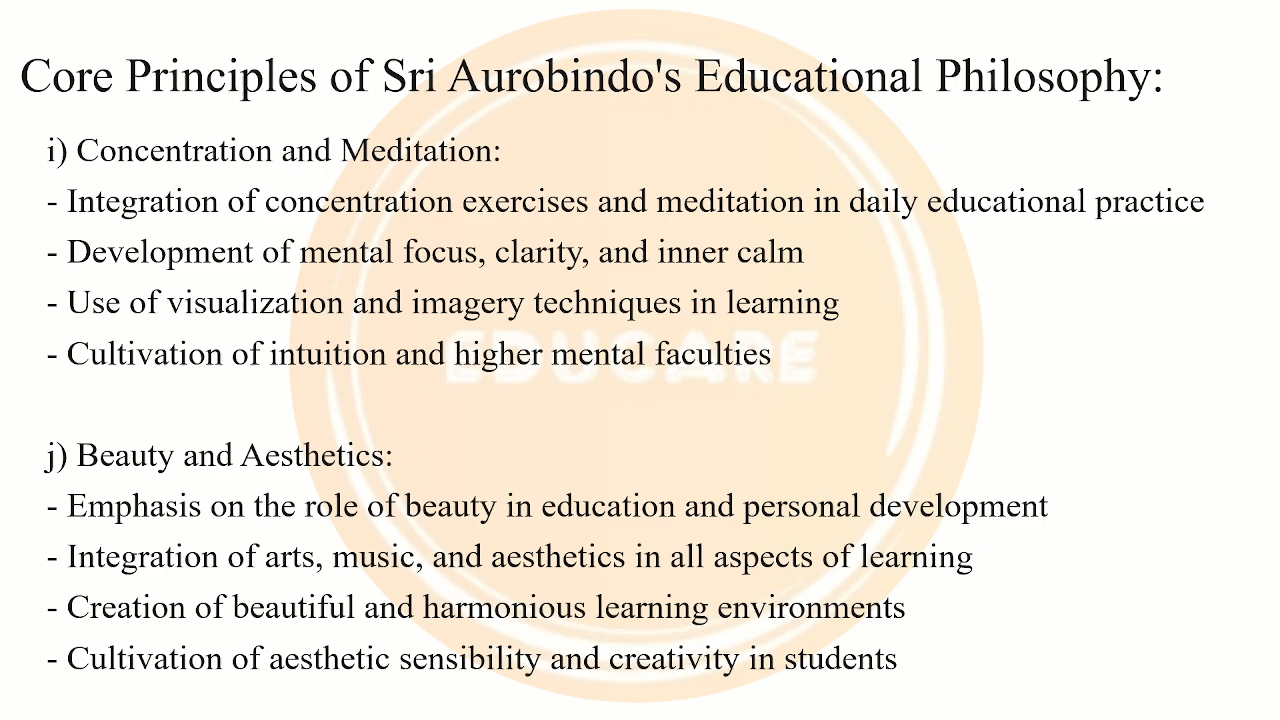 Core Principles of Sri Aurobindo's Educational Philosophy:
i) Concentration and Meditation:
- Integration of concentration exercises and meditation in daily educational practice
- Development of mental focus, clarity, and inner calm
- Use of visualization and imagery techniques in learning
- Cultivation of intuition and higher mental faculties
EDUCARE
j) Beauty and Aesthetics:
- Emphasis on the role of beauty in education and personal development
- Integration of arts, music, and aesthetics in all aspects of learning
- Creation of beautiful and harmonious learning environments
- Cultivation of aesthetic sensibility and creativity in students